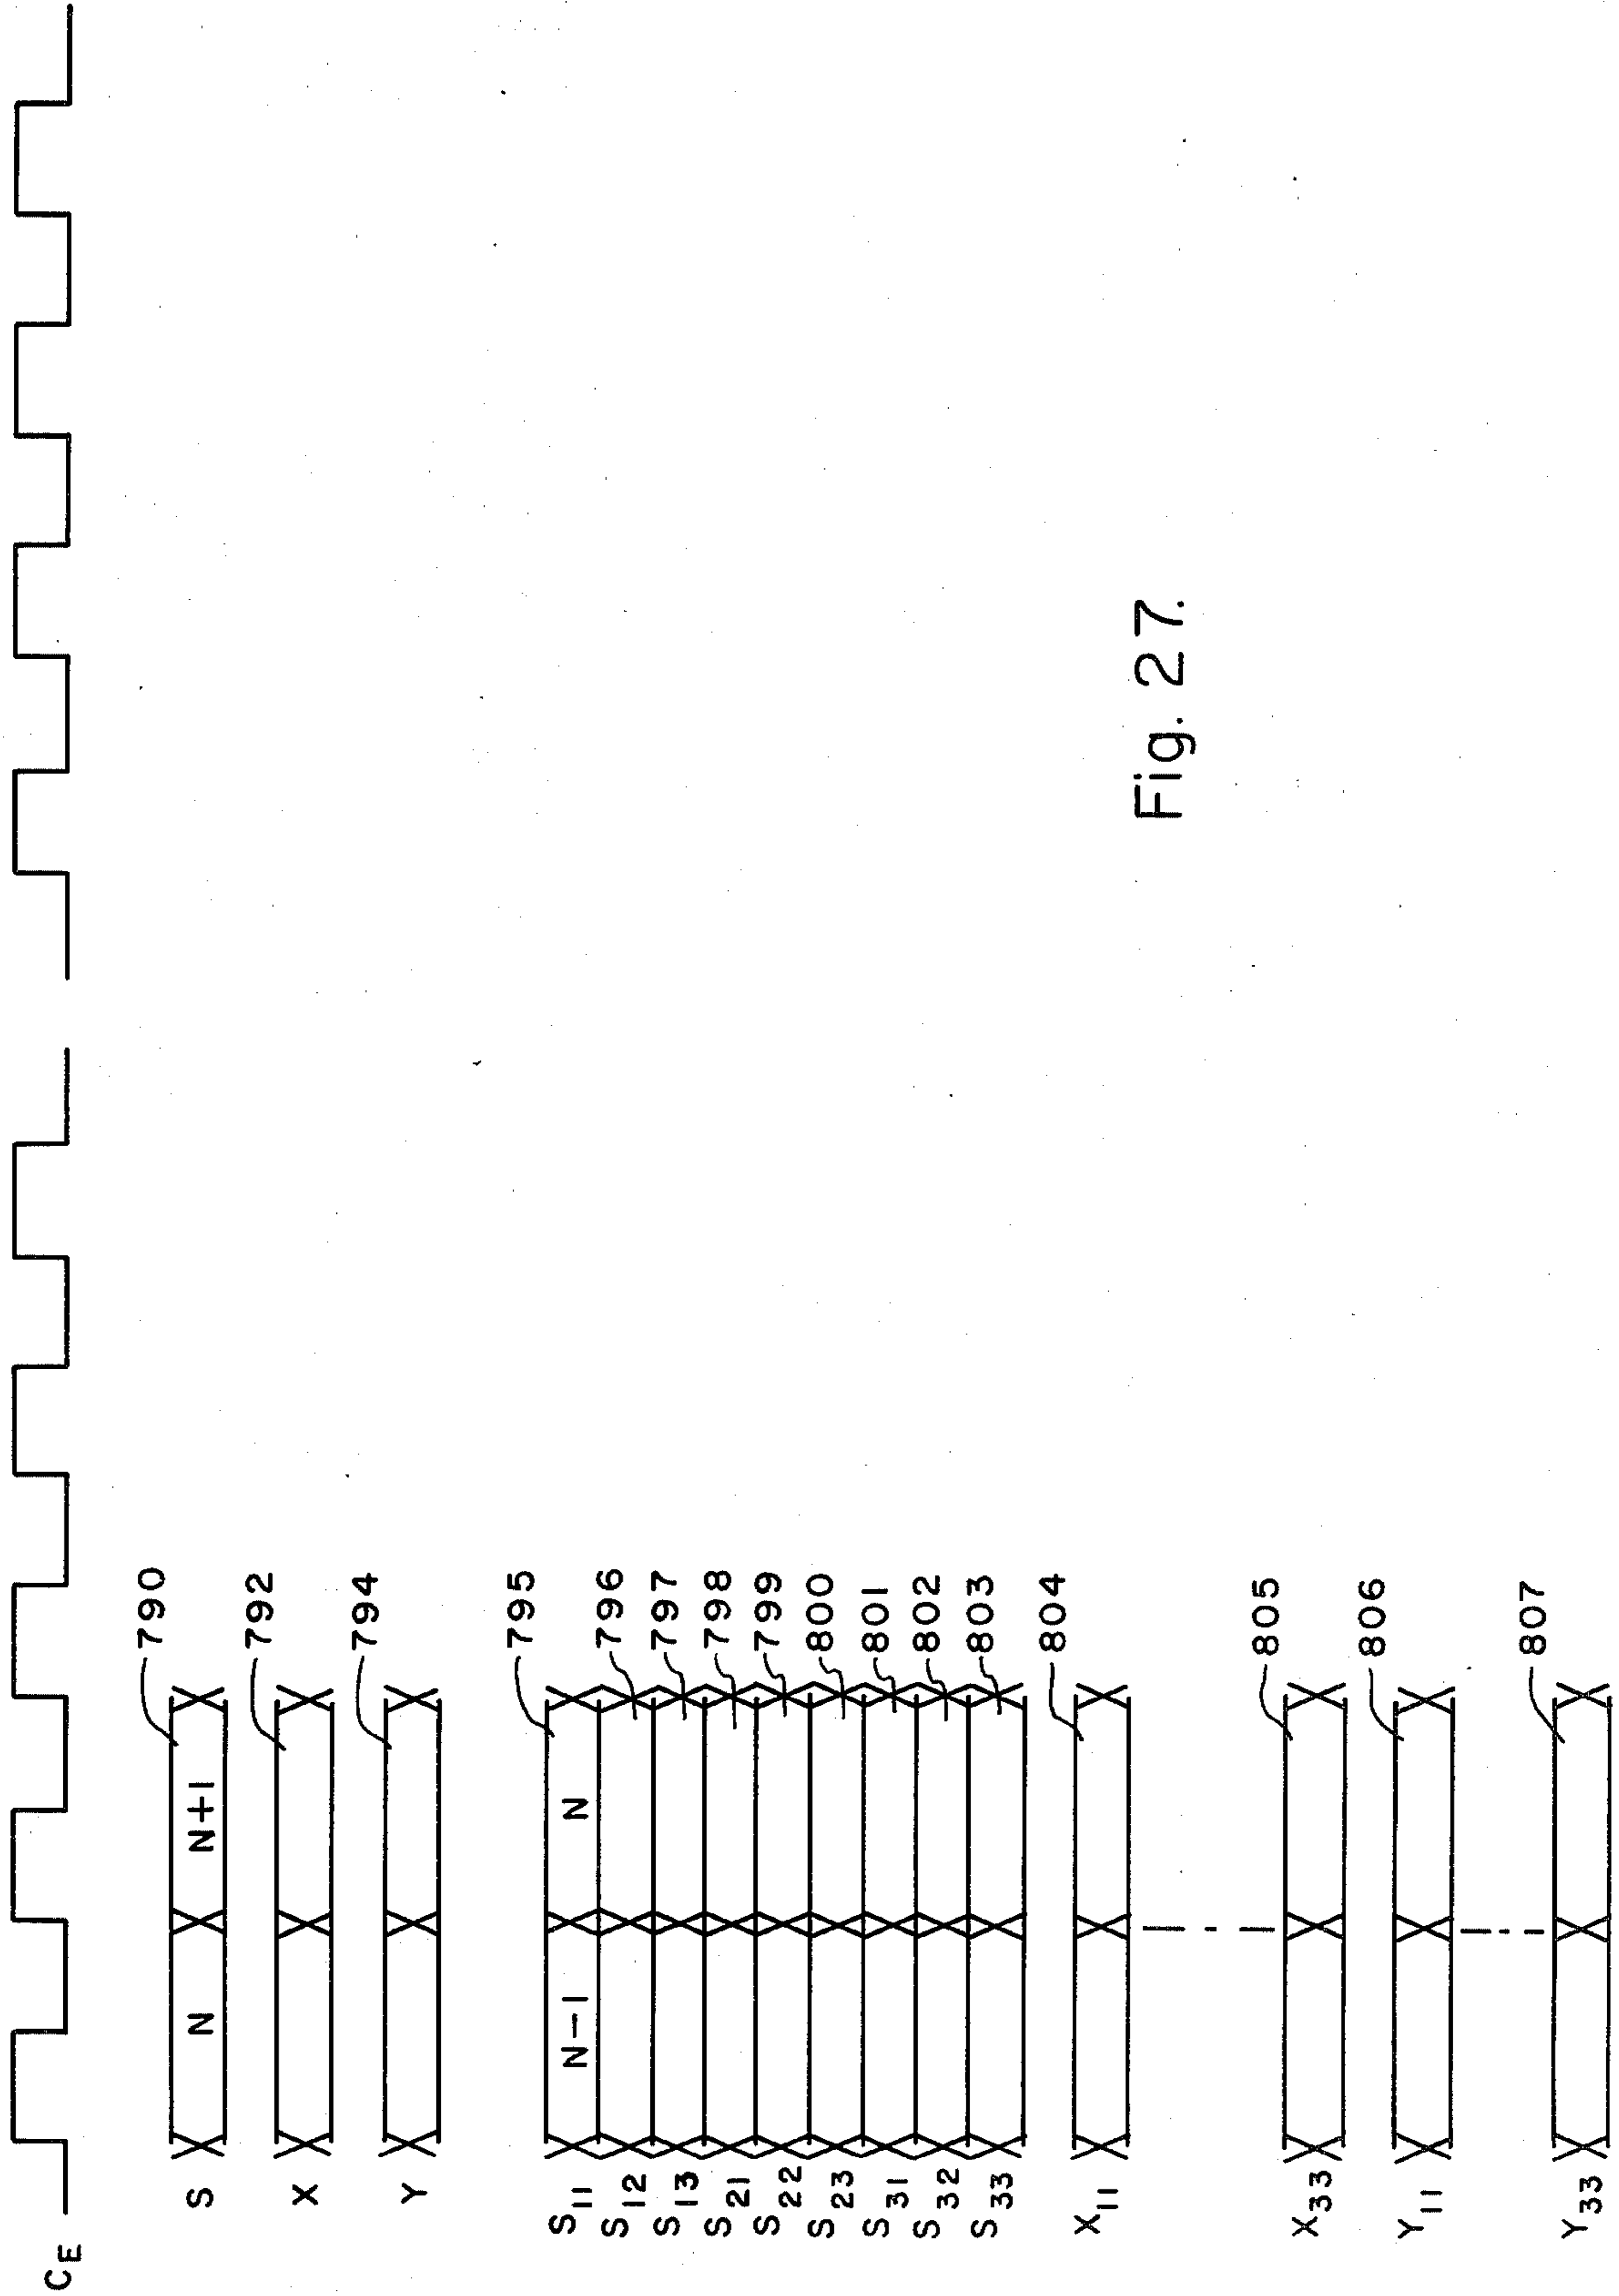 C_E
S N N+1 790
X 792
Y 794
S_11 N-1 N 795
S_12 796
S_13 797
S_21 798
S_22 799
S_23 800
S_31 801
S_32 802
S_33 803
X_11 804
X_33 805
Y_11 806
Y_33 807
Fig. 27.